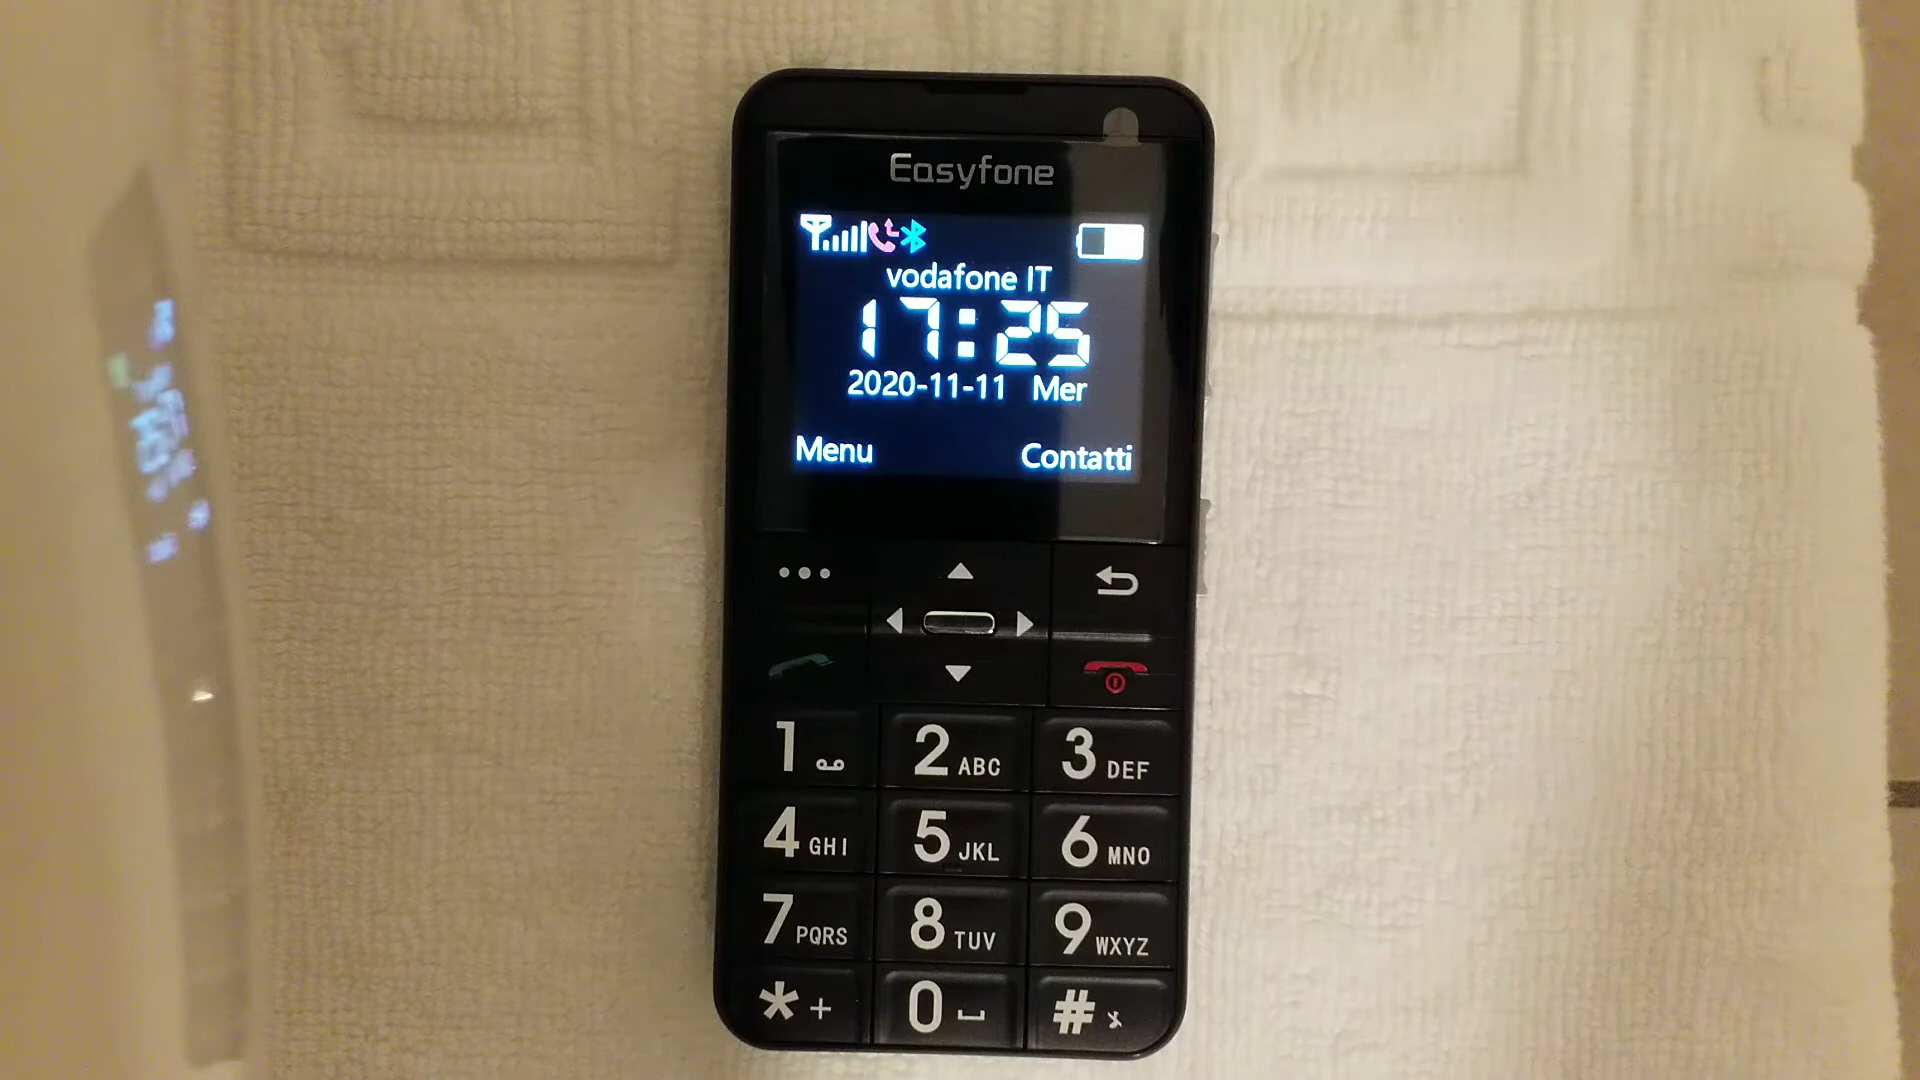 Easyfone
vodafone IT
17:25
2020-11-11 Mer
Menu Contatti
1 2 ABC 3 DEF
4 GHI 5 JKL 6 MNO
7 PQRS 8 TUV 9 WXYZ
* + 0 #